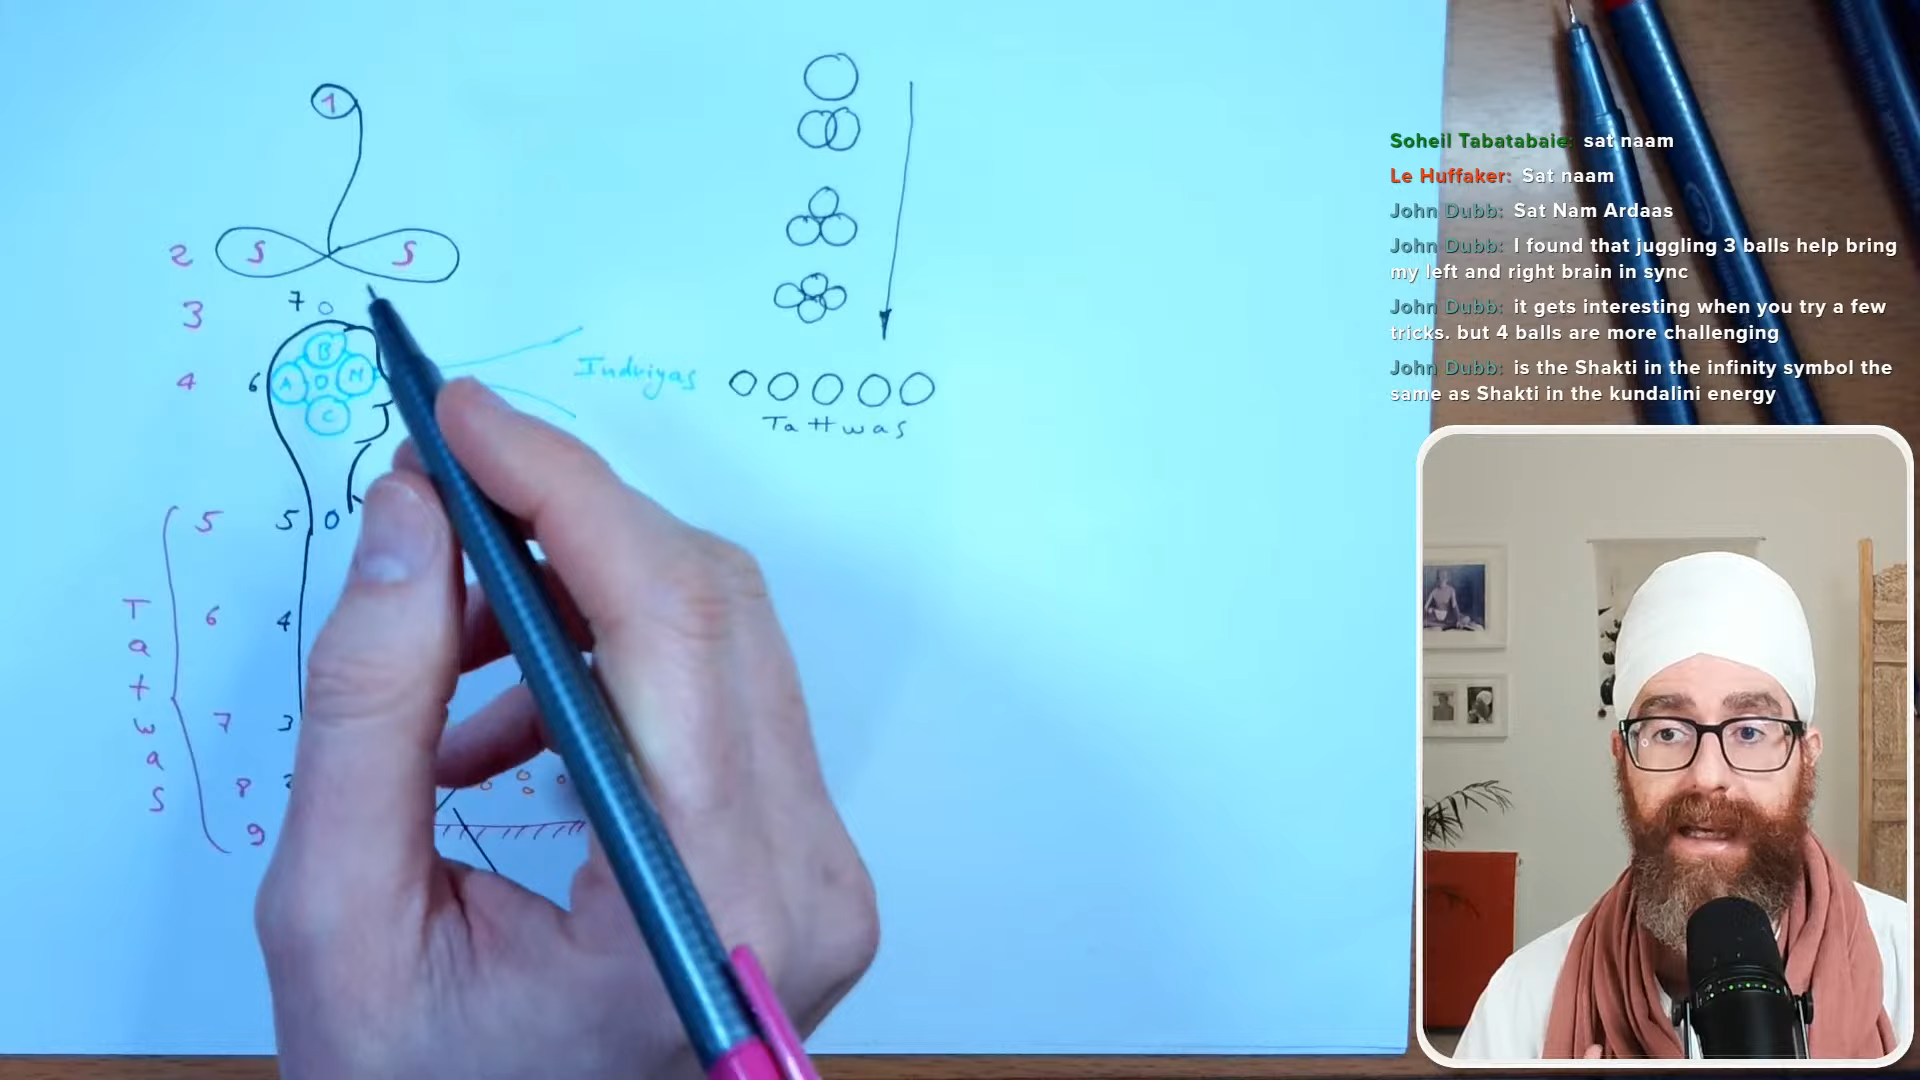 1
2 S S
3 7 0
B
4 6 A O M
C
Indriyas
5 5 0
6 4
7 3
8
9
Tatwas
Tattwas
Soheil Tabatabaie: sat naam
Le Huffaker: Sat naam
John Dubb: Sat Nam Ardaas
John Dubb: I found that juggling 3 balls help bring
my left and right brain in sync
John Dubb: it gets interesting when you try a few
tricks. but 4 balls are more challenging
John Dubb: is the Shakti in the infinity symbol the
same as Shakti in the kundalini energy